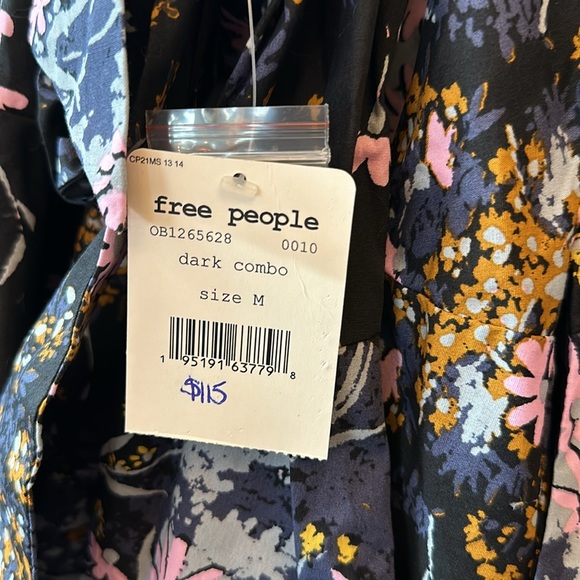 CP21MS 13 14
free people
OB1265628 0010
dark combo
size M
1 95191 63779 8
$115